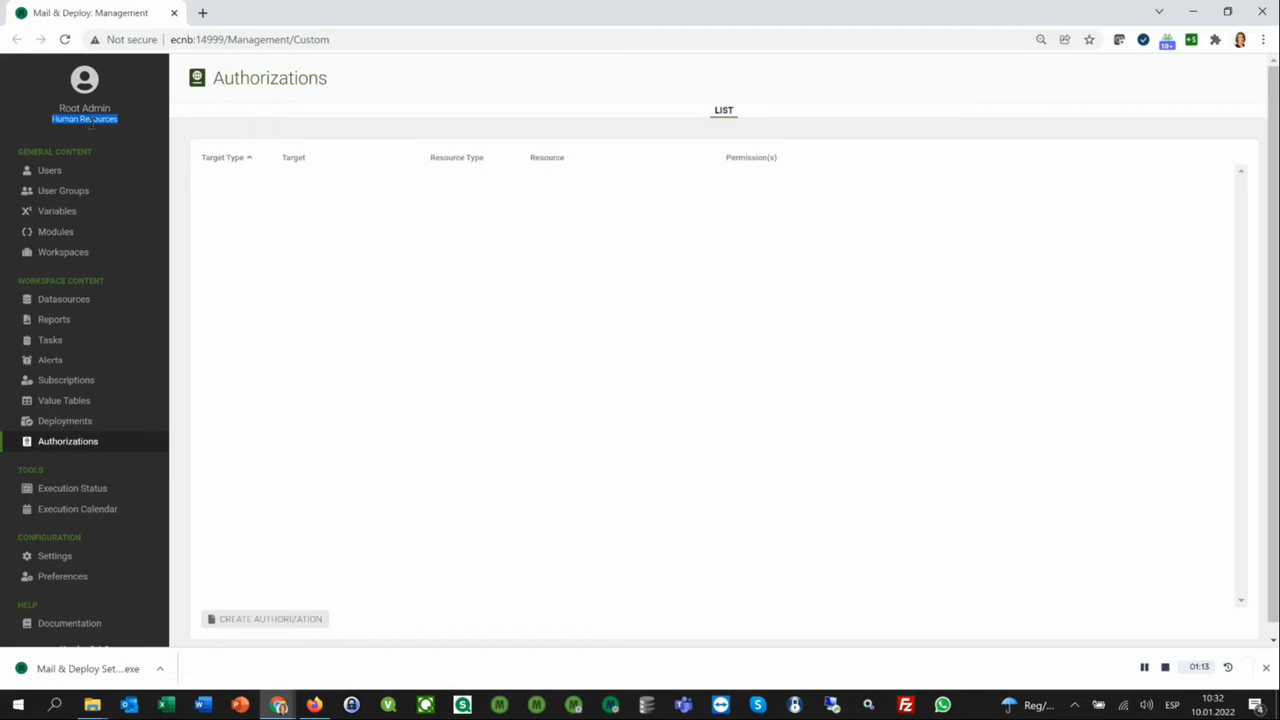 Mail & Deploy: Management
Not secure
ecnb:14999/Management/Custom
10+
Root Admin
Human Resources
GENERAL CONTENT
Users
User Groups
Variables
Modules
Workspaces
WORKSPACE CONTENT
Datasources
Reports
Tasks
Alerts
Subscriptions
Value Tables
Deployments
Authorizations
TOOLS
Execution Status
Execution Calendar
CONFIGURATION
Settings
Preferences
HELP
Documentation
Authorizations
LIST
Target Type Target Resource Type Resource Permission(s)
CREATE AUTHORIZATION
Mail & Deploy Set....exe
01:13
Reg/...
ESP
10:32
10.01.2022